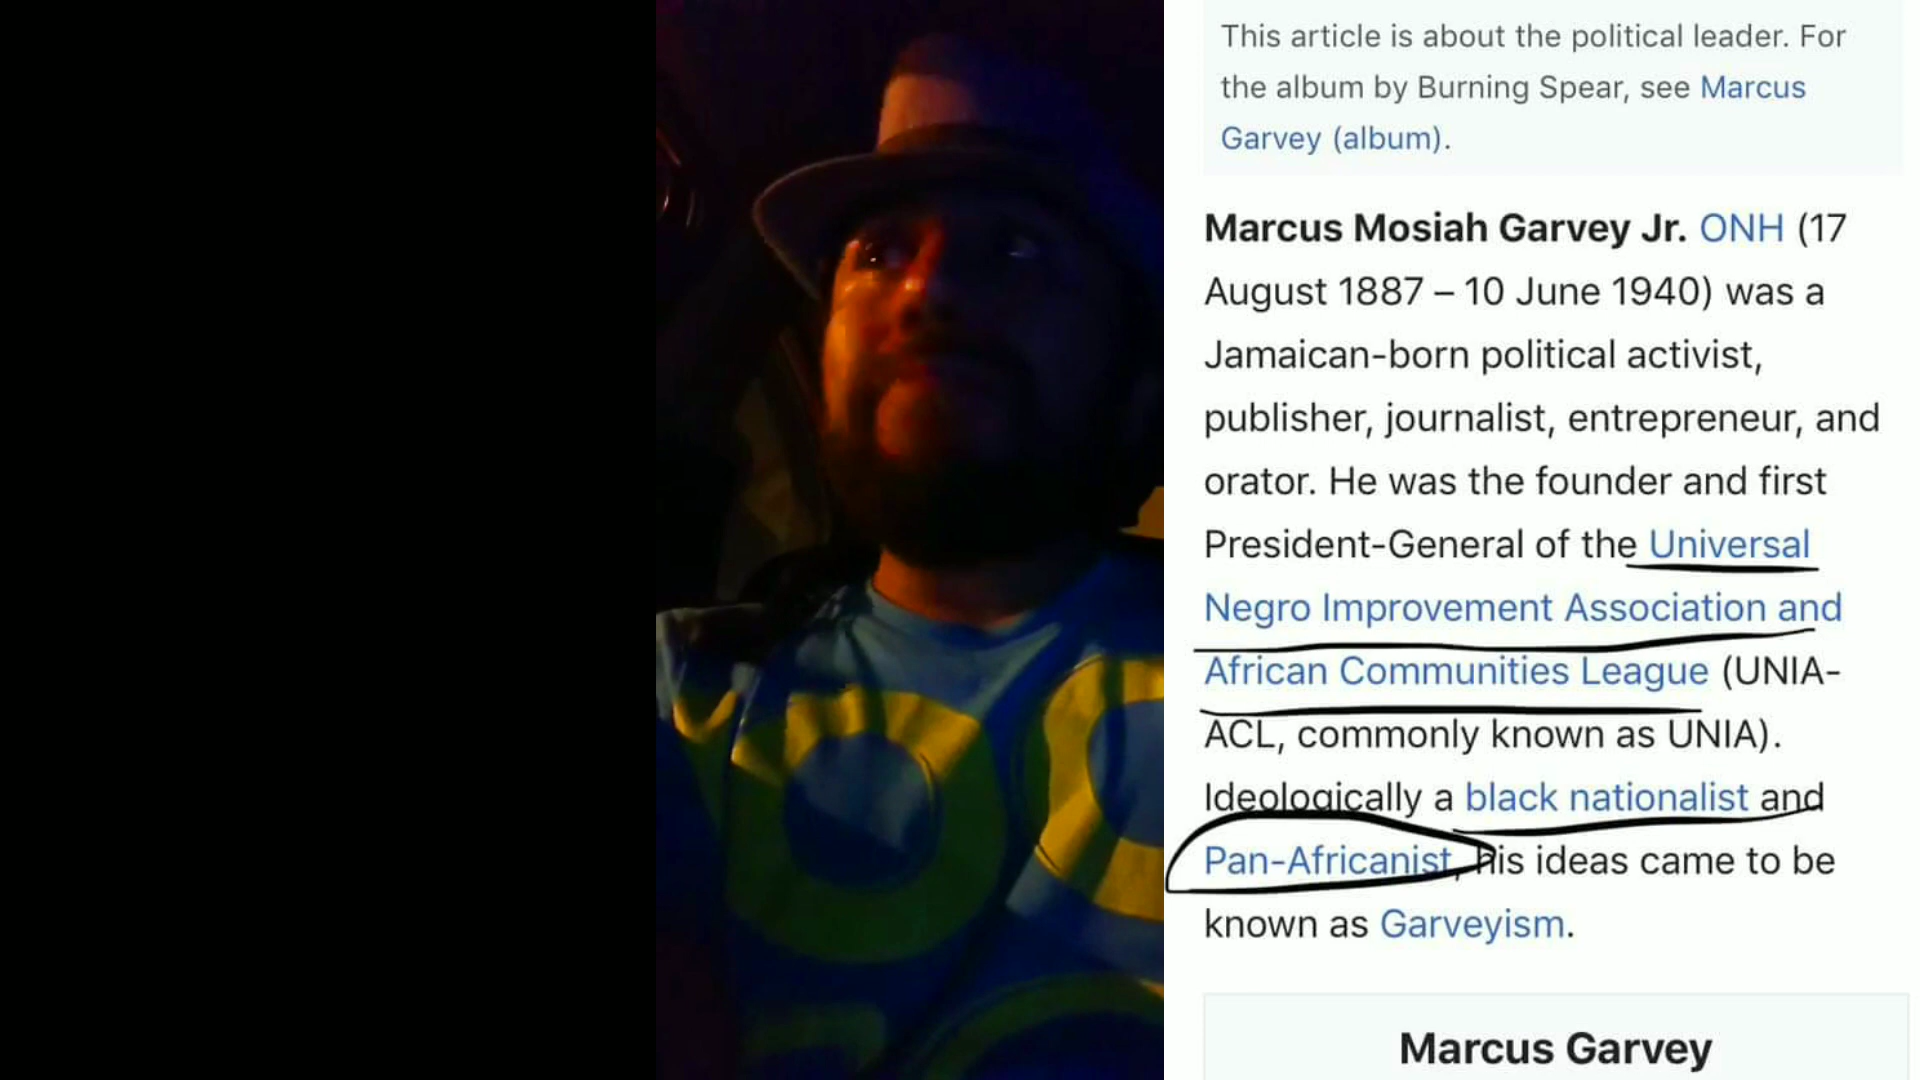 This article is about the political leader. For
the album by Burning Spear, see Marcus
Garvey (album).
Marcus Mosiah Garvey Jr. ONH (17
August 1887 – 10 June 1940) was a
Jamaican-born political activist,
publisher, journalist, entrepreneur, and
orator. He was the founder and first
President-General of the Universal
Negro Improvement Association and
African Communities League (UNIA-
ACL, commonly known as UNIA).
Ideologically a black nationalist and
Pan-Africanist, his ideas came to be
known as Garveyism.
Marcus Garvey